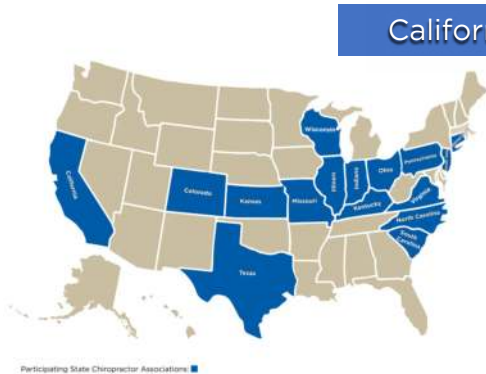 Califor
Wisconsin
California
Colorado
Kansas
Missouri
Illinois
Indiana
Ohio
Pennsylvania
Kentucky
Virginia
North Carolina
South
Carolina
Texas
Participating State Chiropractor Associations: